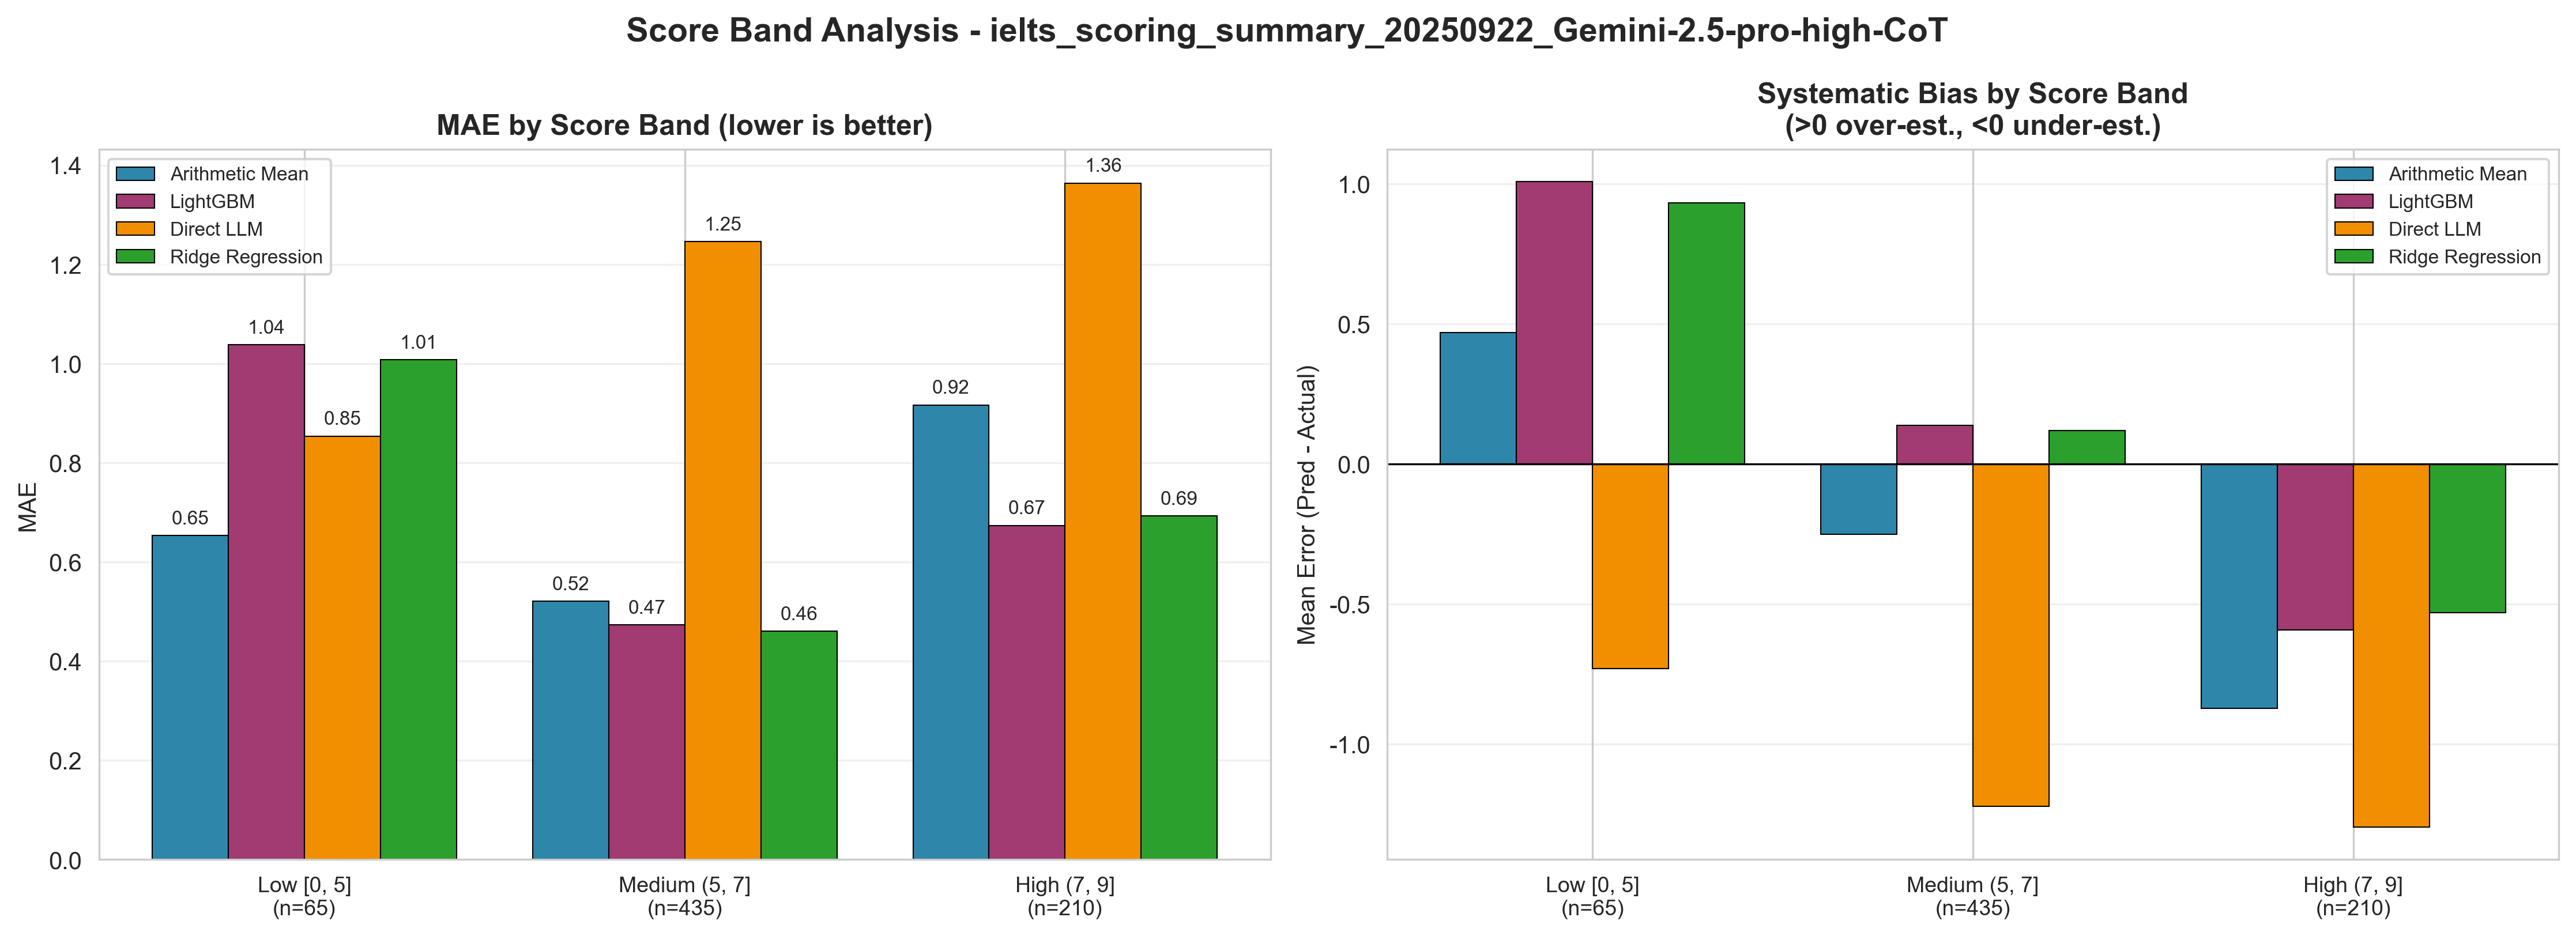 Score Band Analysis - ielts_scoring_summary_20250922_Gemini-2.5-pro-high-CoT
MAE by Score Band (lower is better)
MAE
1.4
1.2
1.0
0.8
0.6
0.4
0.2
0.0
Arithmetic Mean
LightGBM
Direct LLM
Ridge Regression
0.65
1.04
0.85
1.01
0.52
0.47
1.25
0.46
0.92
0.67
1.36
0.69
Low [0, 5]
(n=65)
Medium (5, 7]
(n=435)
High (7, 9]
(n=210)
Systematic Bias by Score Band
(>0 over-est., <0 under-est.)
Mean Error (Pred - Actual)
1.0
0.5
0.0
-0.5
-1.0
Arithmetic Mean
LightGBM
Direct LLM
Ridge Regression
Low [0, 5]
(n=65)
Medium (5, 7]
(n=435)
High (7, 9]
(n=210)